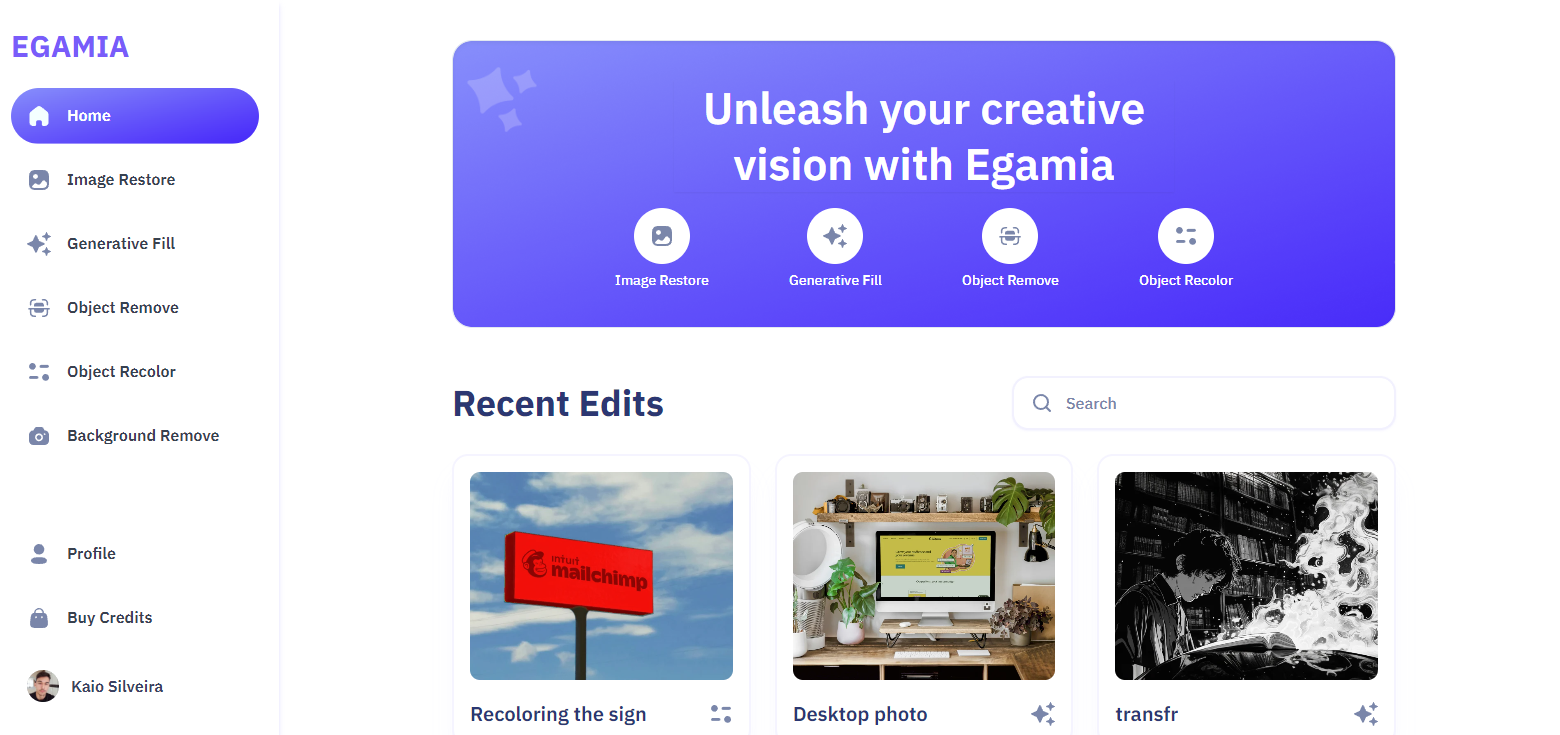 EGAMIA
Home
Image Restore
Generative Fill
Object Remove
Object Recolor
Background Remove
Profile
Buy Credits
Kaio Silveira
Unleash your creative
vision with Egamia
Image Restore
Generative Fill
Object Remove
Object Recolor
Recent Edits
Search
intuit
mailchimp
Recoloring the sign
Desktop photo
transfr